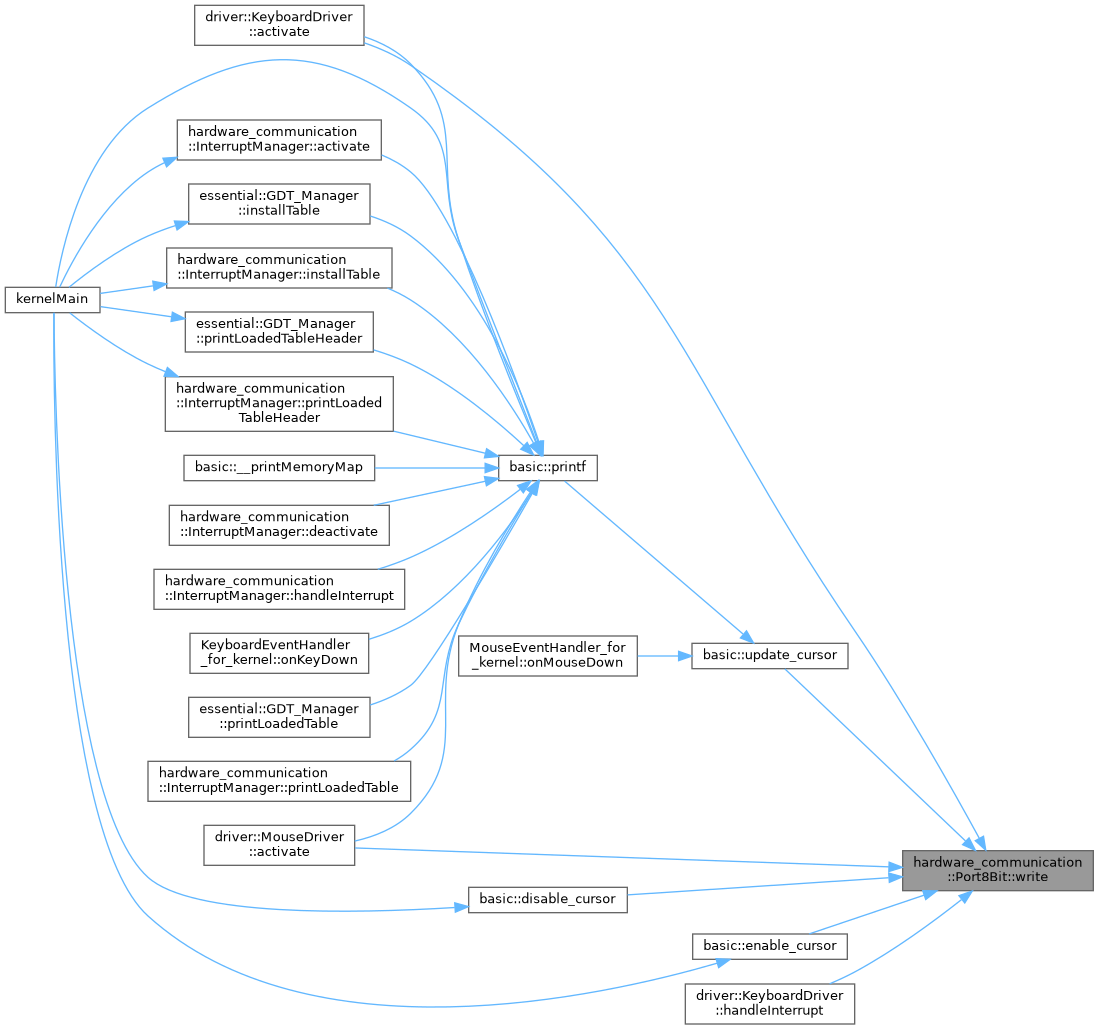 driver::KeyboardDriver
::activate
hardware_communication
::InterruptManager::activate
essential::GDT_Manager
::installTable
hardware_communication
::InterruptManager::installTable
kernelMain
essential::GDT_Manager
::printLoadedTableHeader
hardware_communication
::InterruptManager::printLoaded
TableHeader
basic::__printMemoryMap
basic::printf
hardware_communication
::InterruptManager::deactivate
hardware_communication
::InterruptManager::handleInterrupt
KeyboardEventHandler
_for_kernel::onKeyDown
MouseEventHandler_for
_kernel::onMouseDown
basic::update_cursor
essential::GDT_Manager
::printLoadedTable
hardware_communication
::InterruptManager::printLoadedTable
driver::MouseDriver
::activate
hardware_communication
::Port8Bit::write
basic::disable_cursor
basic::enable_cursor
driver::KeyboardDriver
::handleInterrupt